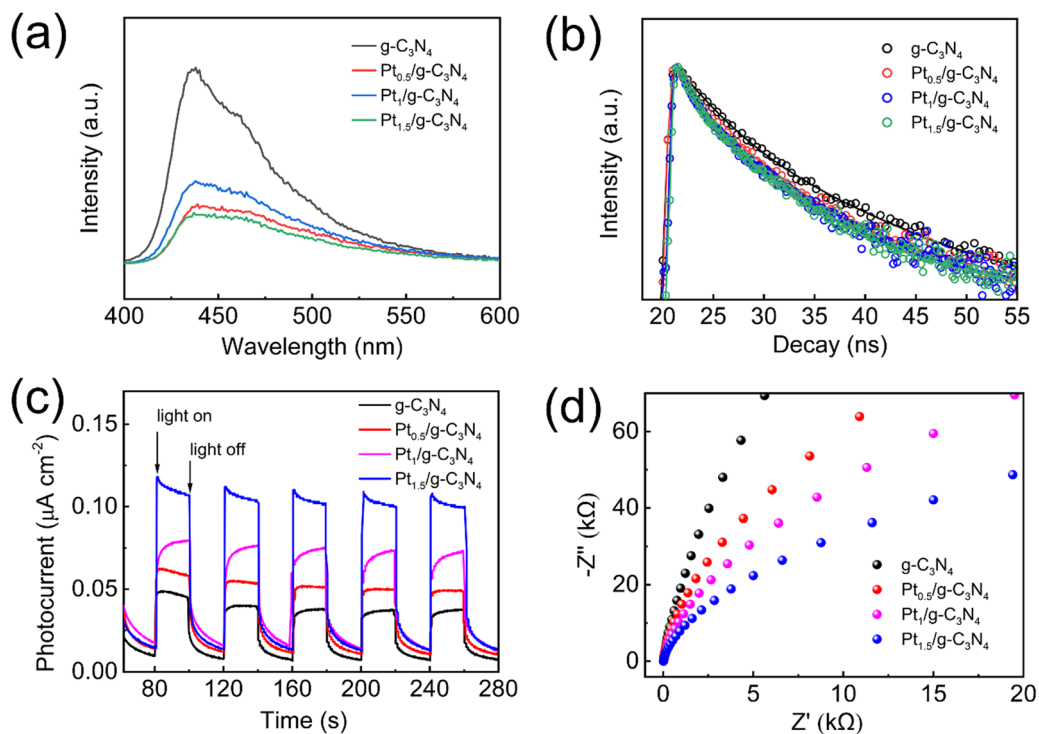 (a)
g-C₃N₄
Pt₀.₅/g-C₃N₄
Pt₁/g-C₃N₄
Pt₁.₅/g-C₃N₄
Intensity (a.u.)
400 450 500 550 600
Wavelength (nm)
(b)
g-C₃N₄
Pt₀.₅/g-C₃N₄
Pt₁/g-C₃N₄
Pt₁.₅/g-C₃N₄
Intensity (a.u.)
20 25 30 35 40 45 50 55
Decay (ns)
(c)
g-C₃N₄
Pt₀.₅/g-C₃N₄
Pt₁/g-C₃N₄
Pt₁.₅/g-C₃N₄
light on
light off
Photocurrent (μA cm⁻²)
0.15
0.10
0.05
0.00
80 120 160 200 240 280
Time (s)
(d)
-Z" (kΩ)
60
40
20
0
g-C₃N₄
Pt₀.₅/g-C₃N₄
Pt₁/g-C₃N₄
Pt₁.₅/g-C₃N₄
0 5 10 15 20
Z' (kΩ)